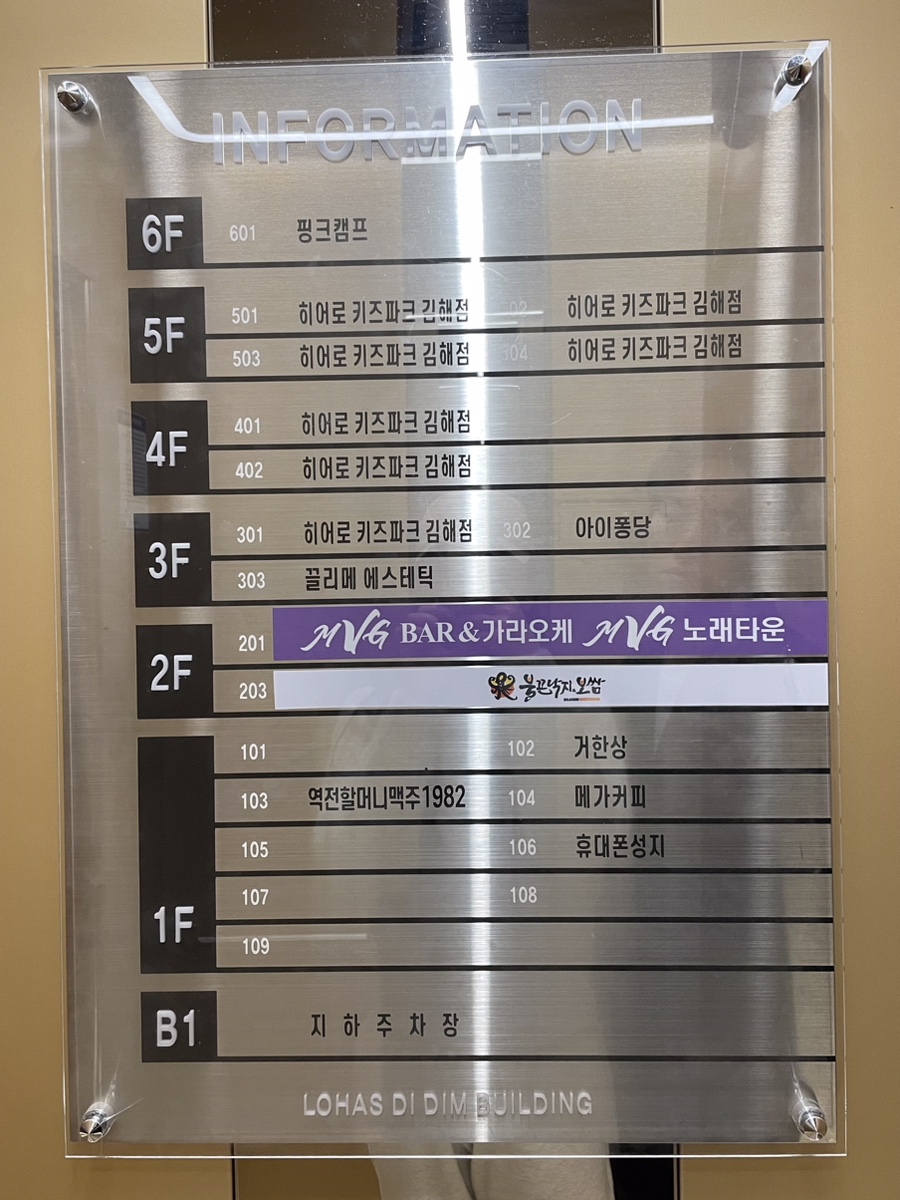 INFORMATION
6F 601 핑크캠프
5F 501 히어로 키즈파크 김해점 502 히어로 키즈파크 김해점
503 히어로 키즈파크 김해점 504 히어로 키즈파크 김해점
4F 401 히어로 키즈파크 김해점
402 히어로 키즈파크 김해점
3F 301 히어로 키즈파크 김해점 302 아이퐁당
303 끌리메 에스테틱
2F 201 MVG BAR&가라오케 MVG 노래타운
203 불끈낙지&보쌈
1F 101 102 거한상
103 역전할머니맥주1982 104 메가커피
105 106 휴대폰성지
107 108
109
B1 지하주차장
LOHAS DI DIM BUILDING